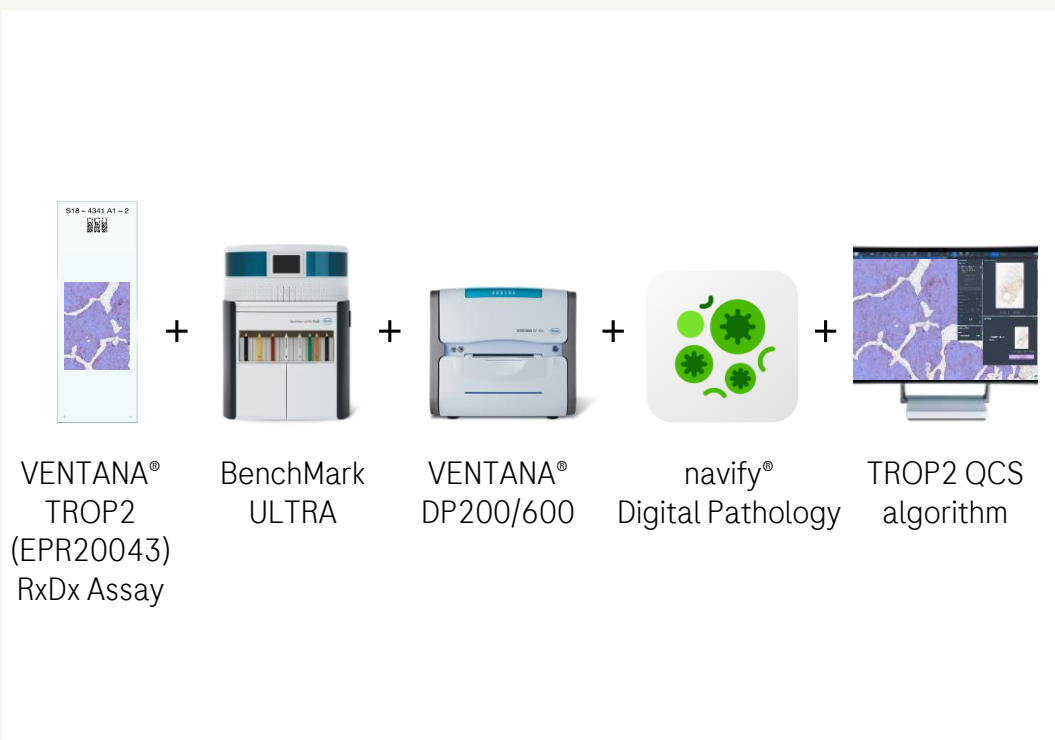 S18 – 4341 A1 – 2
VENTANA®
TROP2
(EPR20043)
RxDx Assay
BenchMark
ULTRA
VENTANA®
DP200/600
navify®
Digital Pathology
TROP2 QCS
algorithm
+
+
+
+